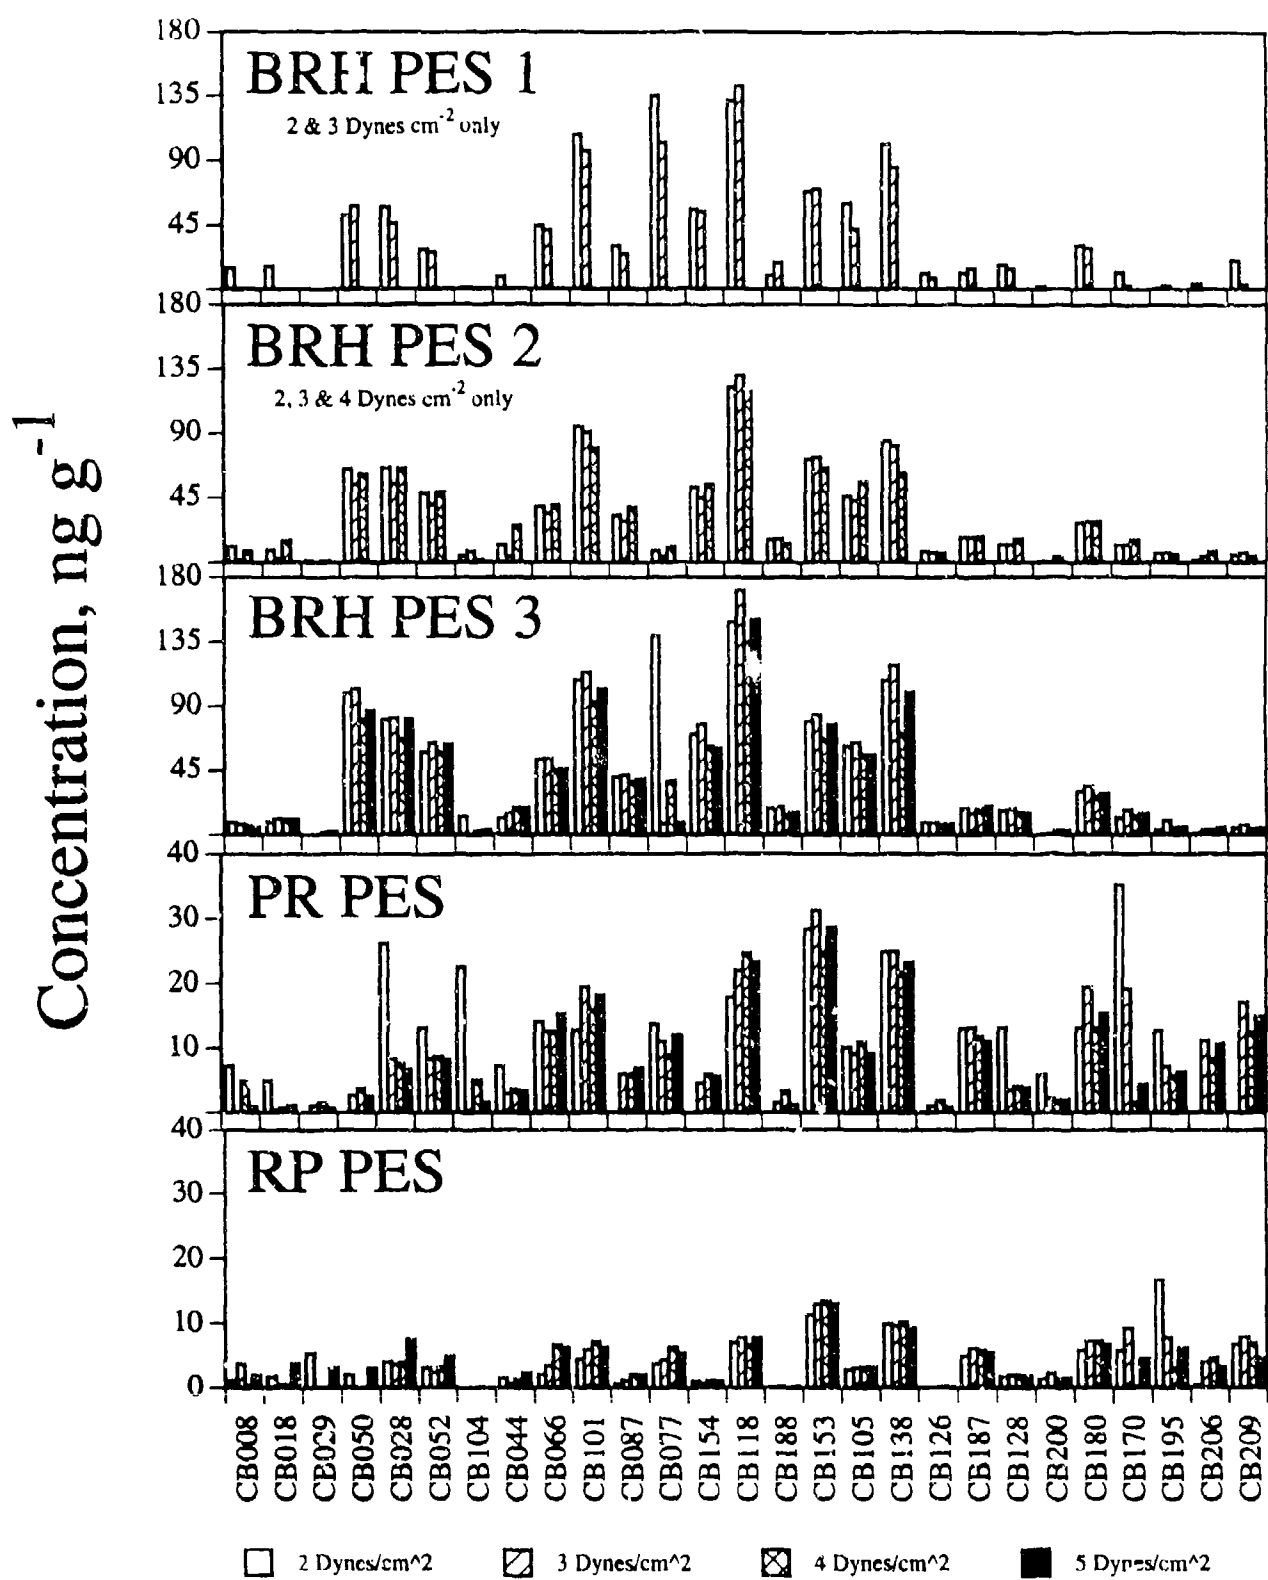 Concentration, ng g-1
180
135
90
45
BRH PES 1
2 & 3 Dynes cm-2 only
180
135
90
45
BRH PES 2
2, 3 & 4 Dynes cm-2 only
180
135
90
45
BRH PES 3
40
30
20
10
PR PES
40
30
20
10
0
RP PES
CB008
CB018
CB029
CB050
CB028
CB052
CB104
CB044
CB066
CB101
CB087
CB077
CB154
CB118
CB188
CB153
CB105
CB138
CB126
CB187
CB128
CB200
CB180
CB170
CB195
CB206
CB209
2 Dynes/cm^2 3 Dynes/cm^2 4 Dynes/cm^2 5 Dynes/cm^2